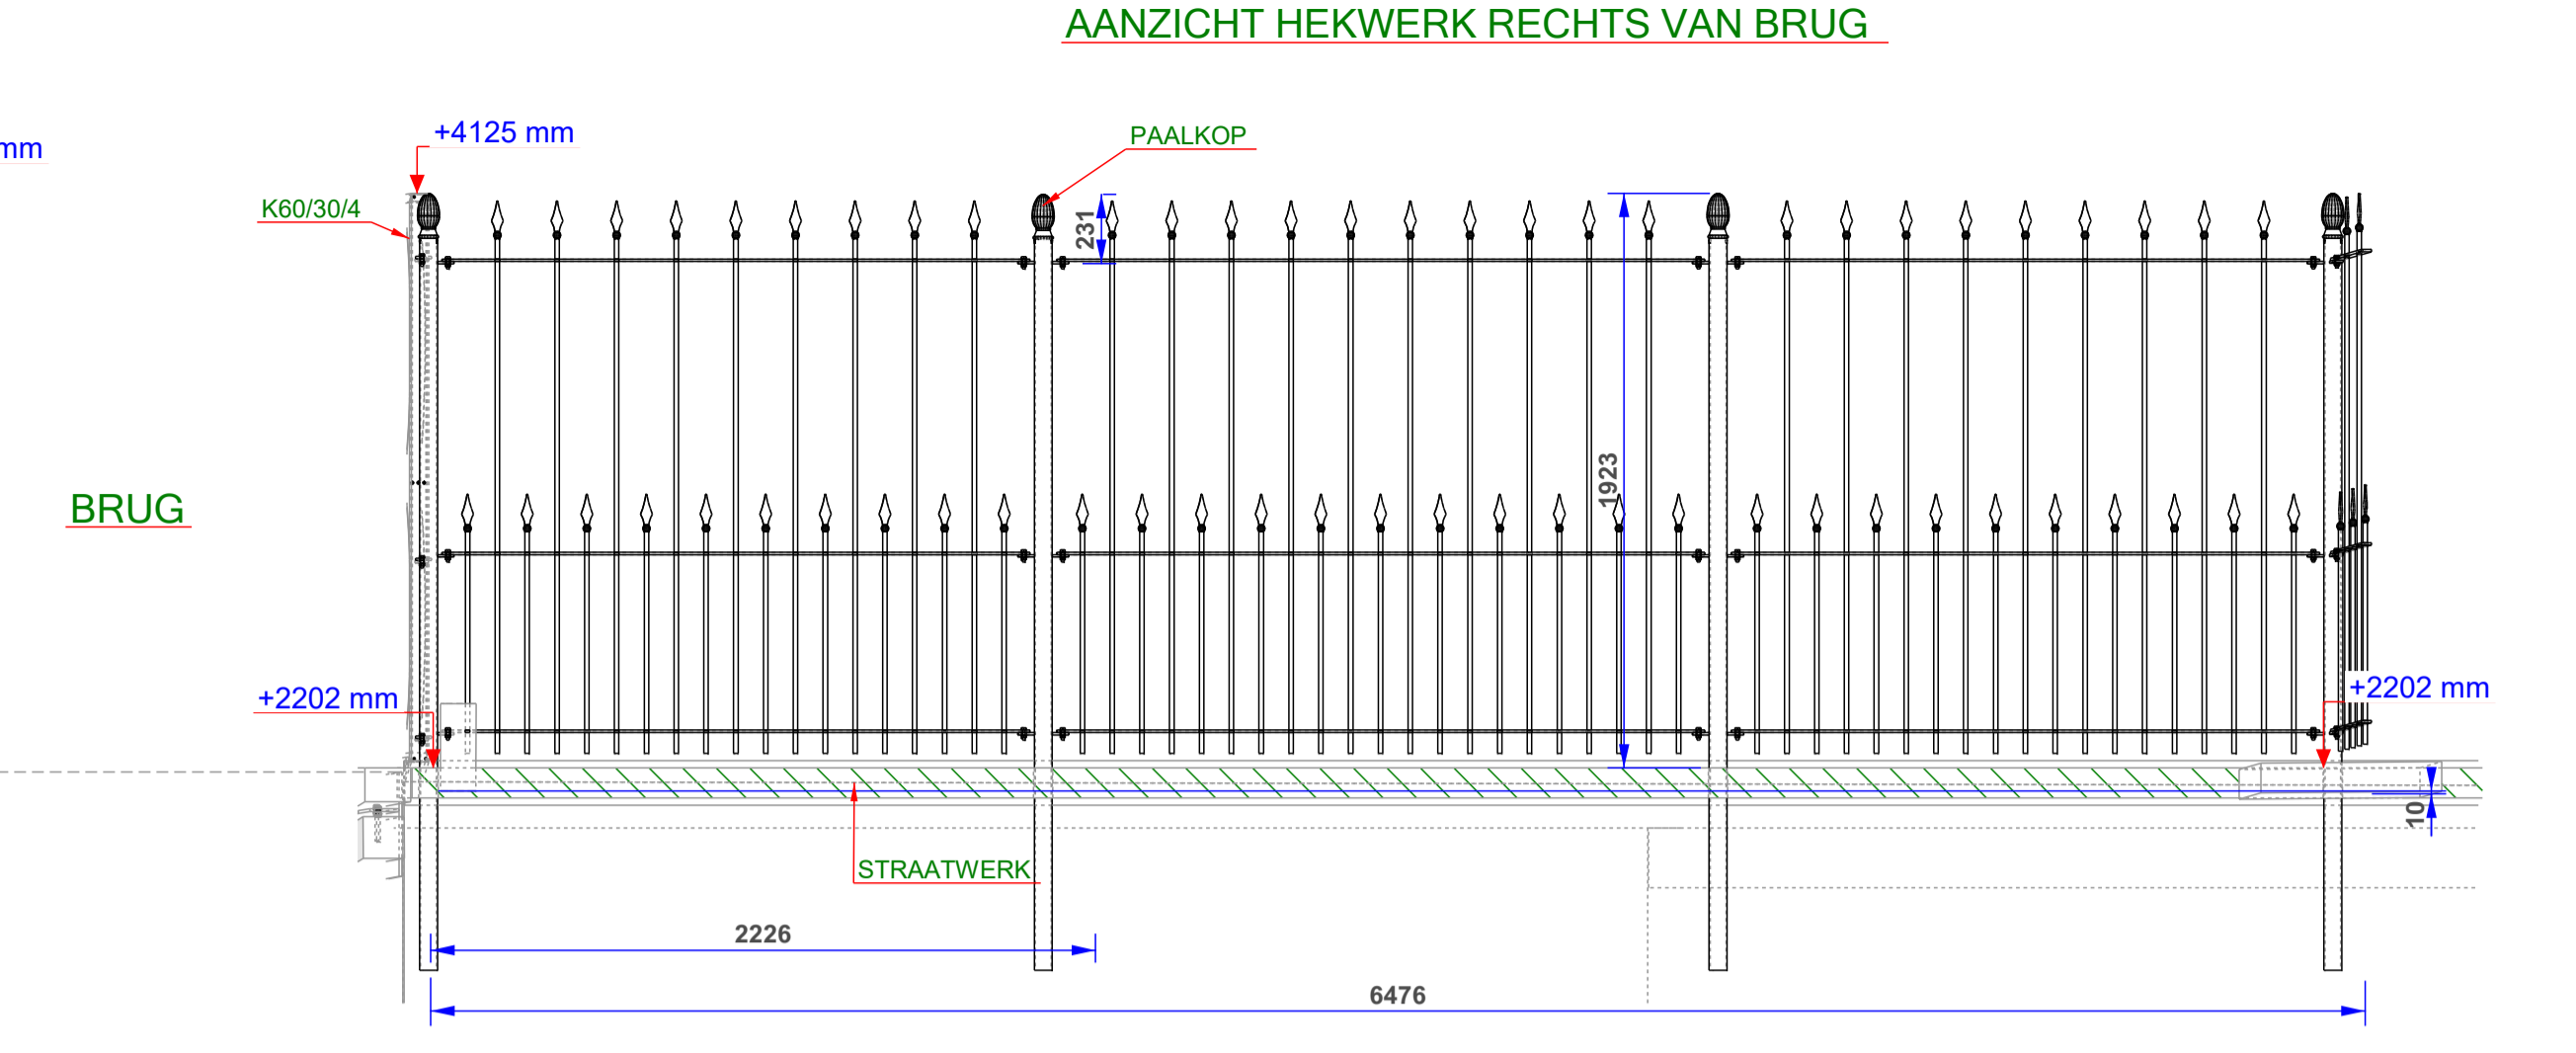 AANZICHT HEKWERK RECHTS VAN BRUG
+4125 mm
PAALKOP
mm
K60/30/4
231
1923
BRUG
+2202 mm
+2202 mm
10
STRAATWERK
2226
6476